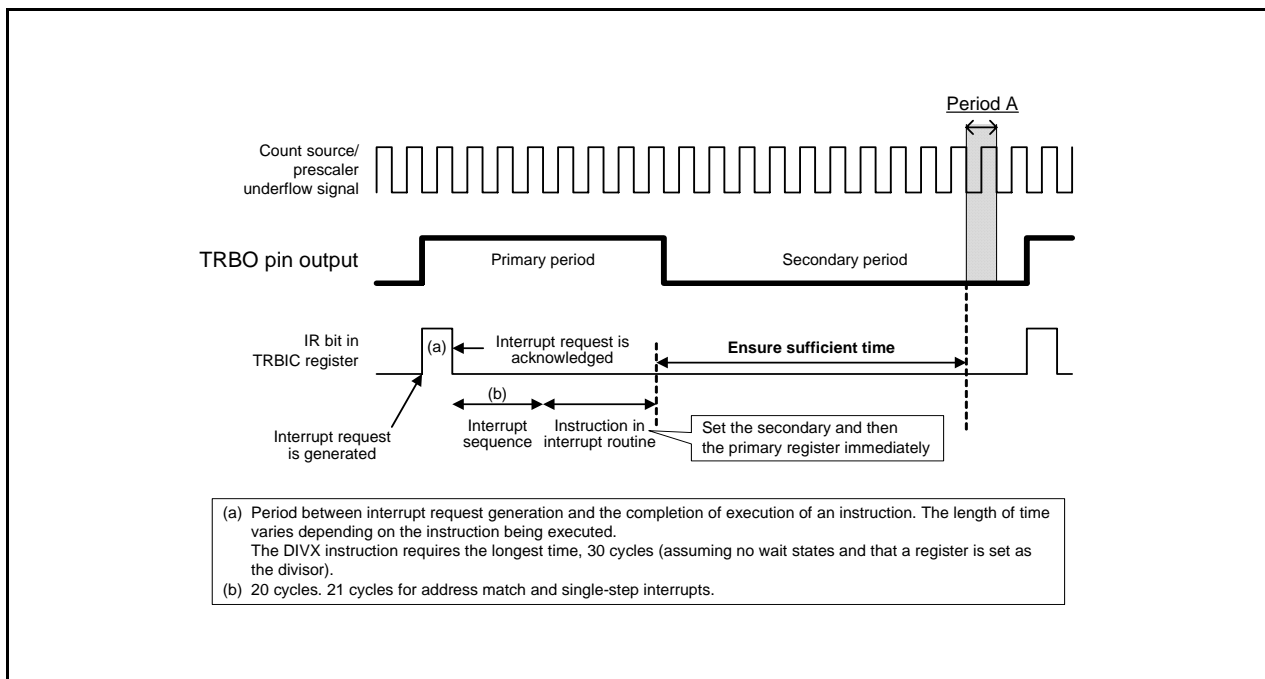 Period A
Count source/
prescaler
underflow signal
TRBO pin output
Primary period
Secondary period
IR bit in
TRBIC register
(a)
Interrupt request is
acknowledged
Ensure sufficient time
(b)
Interrupt
sequence
Instruction in
interrupt routine
Set the secondary and then
the primary register immediately
Interrupt request
is generated
(a) Period between interrupt request generation and the completion of execution of an instruction. The length of time
varies depending on the instruction being executed.
The DIVX instruction requires the longest time, 30 cycles (assuming no wait states and that a register is set as
the divisor).
(b) 20 cycles. 21 cycles for address match and single-step interrupts.